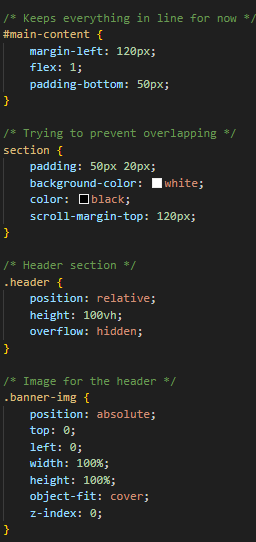 /* Keeps everything in line for now */
#main-content {
    margin-left: 120px;
    flex: 1;
    padding-bottom: 50px;
}

/* Trying to prevent overlapping */
section {
    padding: 50px 20px;
    background-color: white;
    color: black;
    scroll-margin-top: 120px;
}

/* Header section */
.header {
    position: relative;
    height: 100vh;
    overflow: hidden;
}

/* Image for the header */
.banner-img {
    position: absolute;
    top: 0;
    left: 0;
    width: 100%;
    height: 100%;
    object-fit: cover;
    z-index: 0;
}